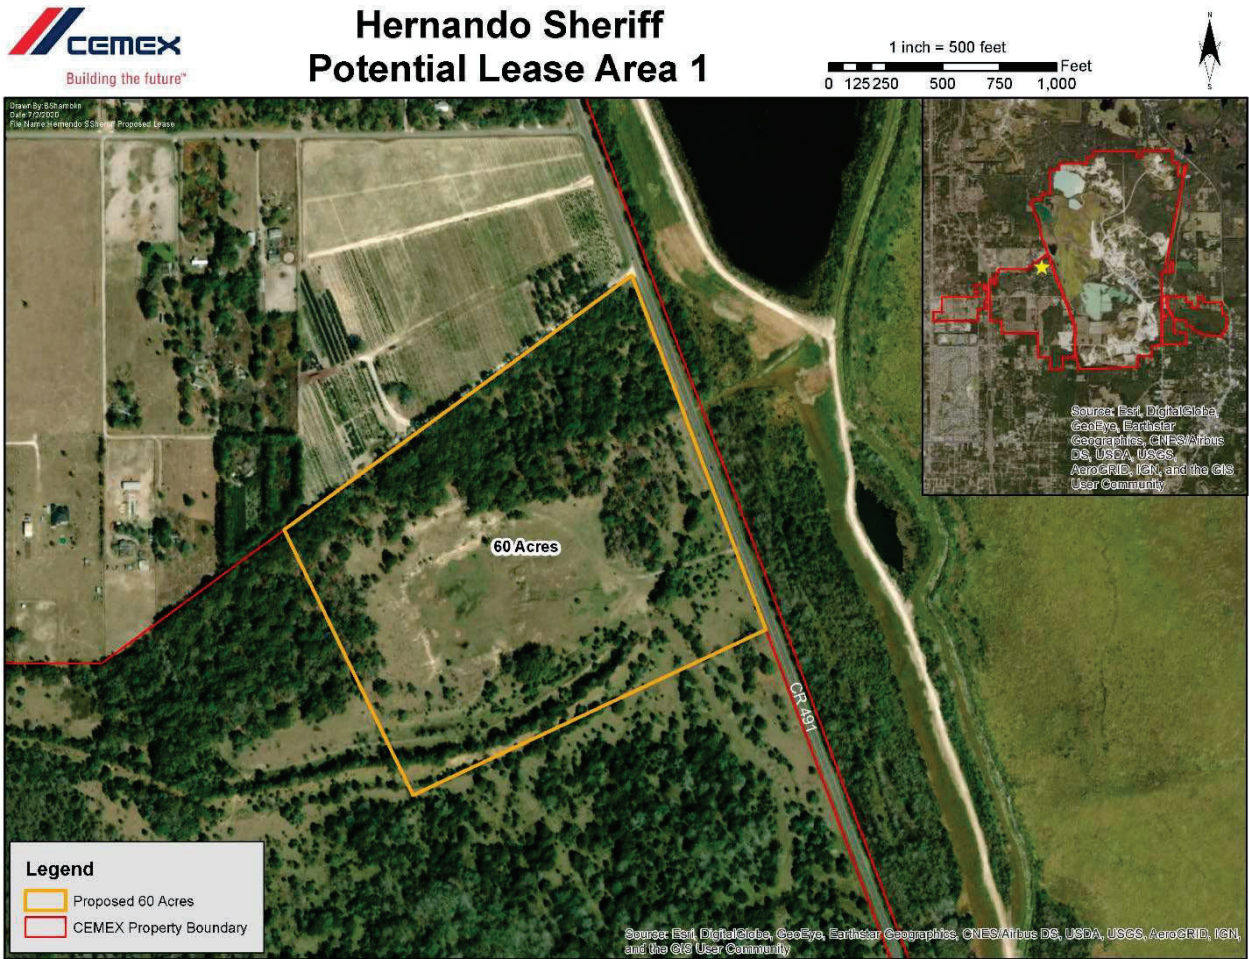 CEMEX
Building the future™
Hernando Sheriff
Potential Lease Area 1
1 inch = 500 feet
Feet
0 125 250 500 750 1,000
N
S
Drawn By: BShamblin
Date:7/2/2020
File Name:Hernando SSheriff Proposed Lease
Source: Esri, DigitalGlobe,
GeoEye, Earthstar
Geographics, CNES/Airbus
DS, USDA, USGS,
AeroGRID, IGN, and the GIS
User Community
60 Acres
CR 491
Legend
Proposed 60 Acres
CEMEX Property Boundary
Source: Esri, DigitalGlobe, GeoEye, Earthstar Geographics, CNES/Airbus DS, USDA, USGS, AeroGRID, IGN,
and the GIS User Community